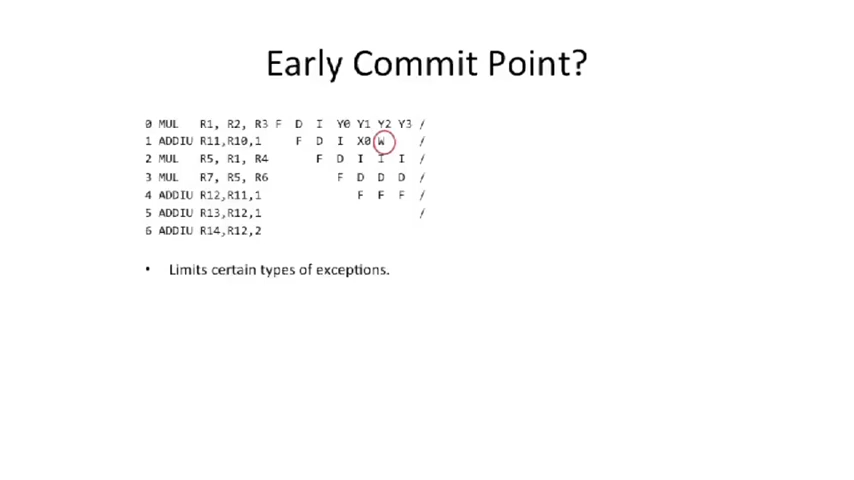 Early Commit Point?
0 MUL R1, R2, R3 F D I Y0 Y1 Y2 Y3 /
1 ADDIU R11,R10,1 F D I X0 W /
2 MUL R5, R1, R4 F D I I I /
3 MUL R7, R5, R6 F D D D /
4 ADDIU R12,R11,1 F F F /
5 ADDIU R13,R12,1 /
6 ADDIU R14,R12,2
• Limits certain types of exceptions.